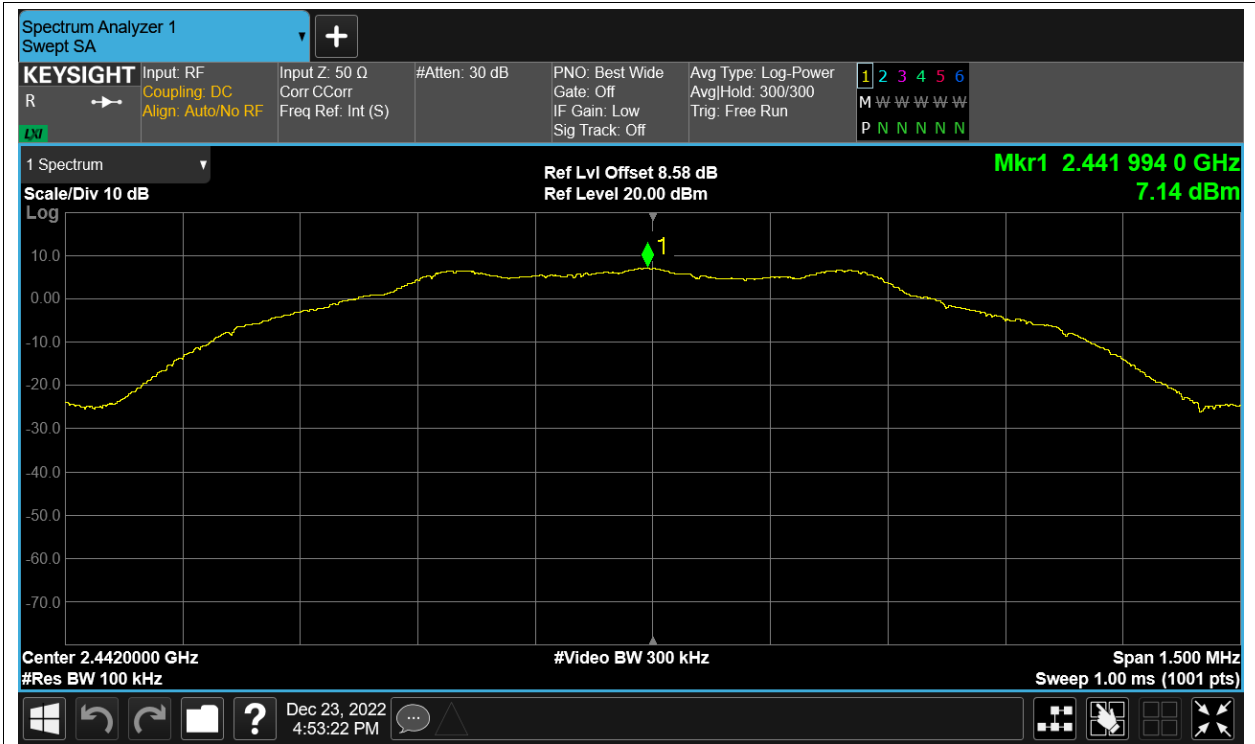 Spectrum Analyzer 1
Swept SA
+
KEYSIGHT
R
LXI
Input: RF
Coupling: DC
Align: Auto/No RF
Input Z: 50 Ω
Corr CCorr
Freq Ref: Int (S)
#Atten: 30 dB
PNO: Best Wide
Gate: Off
IF Gain: Low
Sig Track: Off
Avg Type: Log-Power
Avg|Hold: 300/300
Trig: Free Run
1 2 3 4 5 6
M W W W W W
P N N N N N
1 Spectrum
Scale/Div 10 dB
Log
Ref Lvl Offset 8.58 dB
Ref Level 20.00 dBm
Mkr1 2.441 994 0 GHz
7.14 dBm
1
10.0
0.00
-10.0
-20.0
-30.0
-40.0
-50.0
-60.0
-70.0
Center 2.4420000 GHz
#Res BW 100 kHz
#Video BW 300 kHz
Span 1.500 MHz
Sweep 1.00 ms (1001 pts)
?
Dec 23, 2022
4:53:22 PM